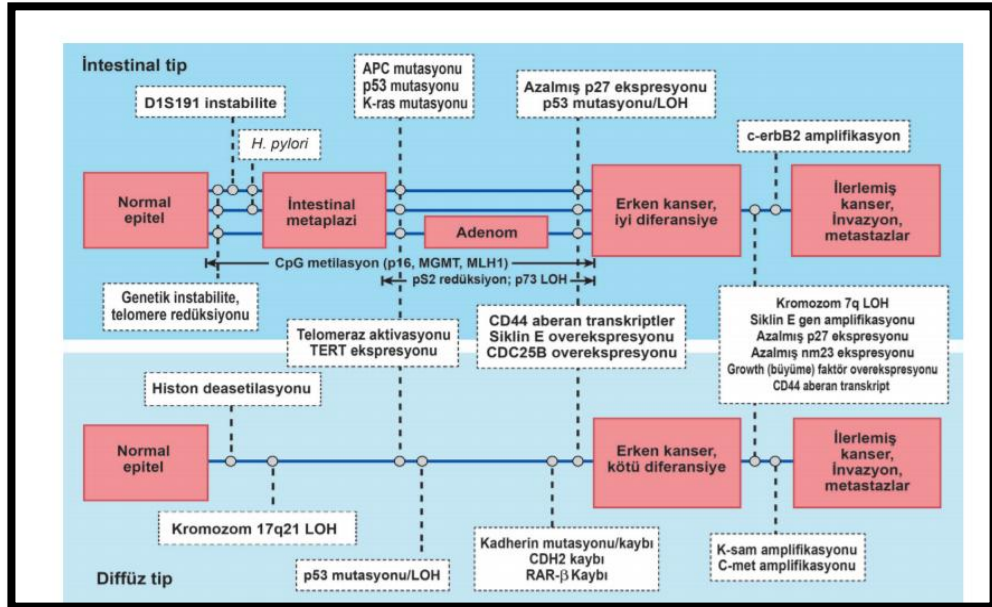 İntestinal tip
D1S191 instabilite
H. pylori
APC mutasyonu
p53 mutasyonu
K-ras mutasyonu
Azalmış p27 ekspresyonu
p53 mutasyonu/LOH
c-erbB2 amplifikasyon
Normal
epitel
İntestinal
metaplazi
Adenom
Erken kanser,
iyi diferansiye
İlerlemiş
kanser,
İnvazyon,
metastazlar
CpG metilasyon (p16, MGMT, MLH1)
pS2 redüksiyon; p73 LOH
Genetik instabilite,
telomere redüksiyonu
Telomeraz aktivasyonu
TERT ekspresyonu
CD44 aberan transkriptler
Siklin E overekspresyonu
CDC25B overekspresyonu
Kromozom 7q LOH
Siklin E gen amplifikasyonu
Azalmış p27 ekspresyonu
Azalmış nm23 ekspresyonu
Growth (büyüme) faktör overekspresyonu
CD44 aberan transkript
Histon deasetilasyonu
Normal
epitel
Erken kanser,
kötü diferansiye
İlerlemiş
kanser,
İnvazyon,
metastazlar
Kromozom 17q21 LOH
p53 mutasyonu/LOH
Kadherin mutasyonu/kaybı
CDH2 kaybı
RAR-β Kaybı
K-sam amplifikasyonu
C-met amplifikasyonu
Diffüz tip